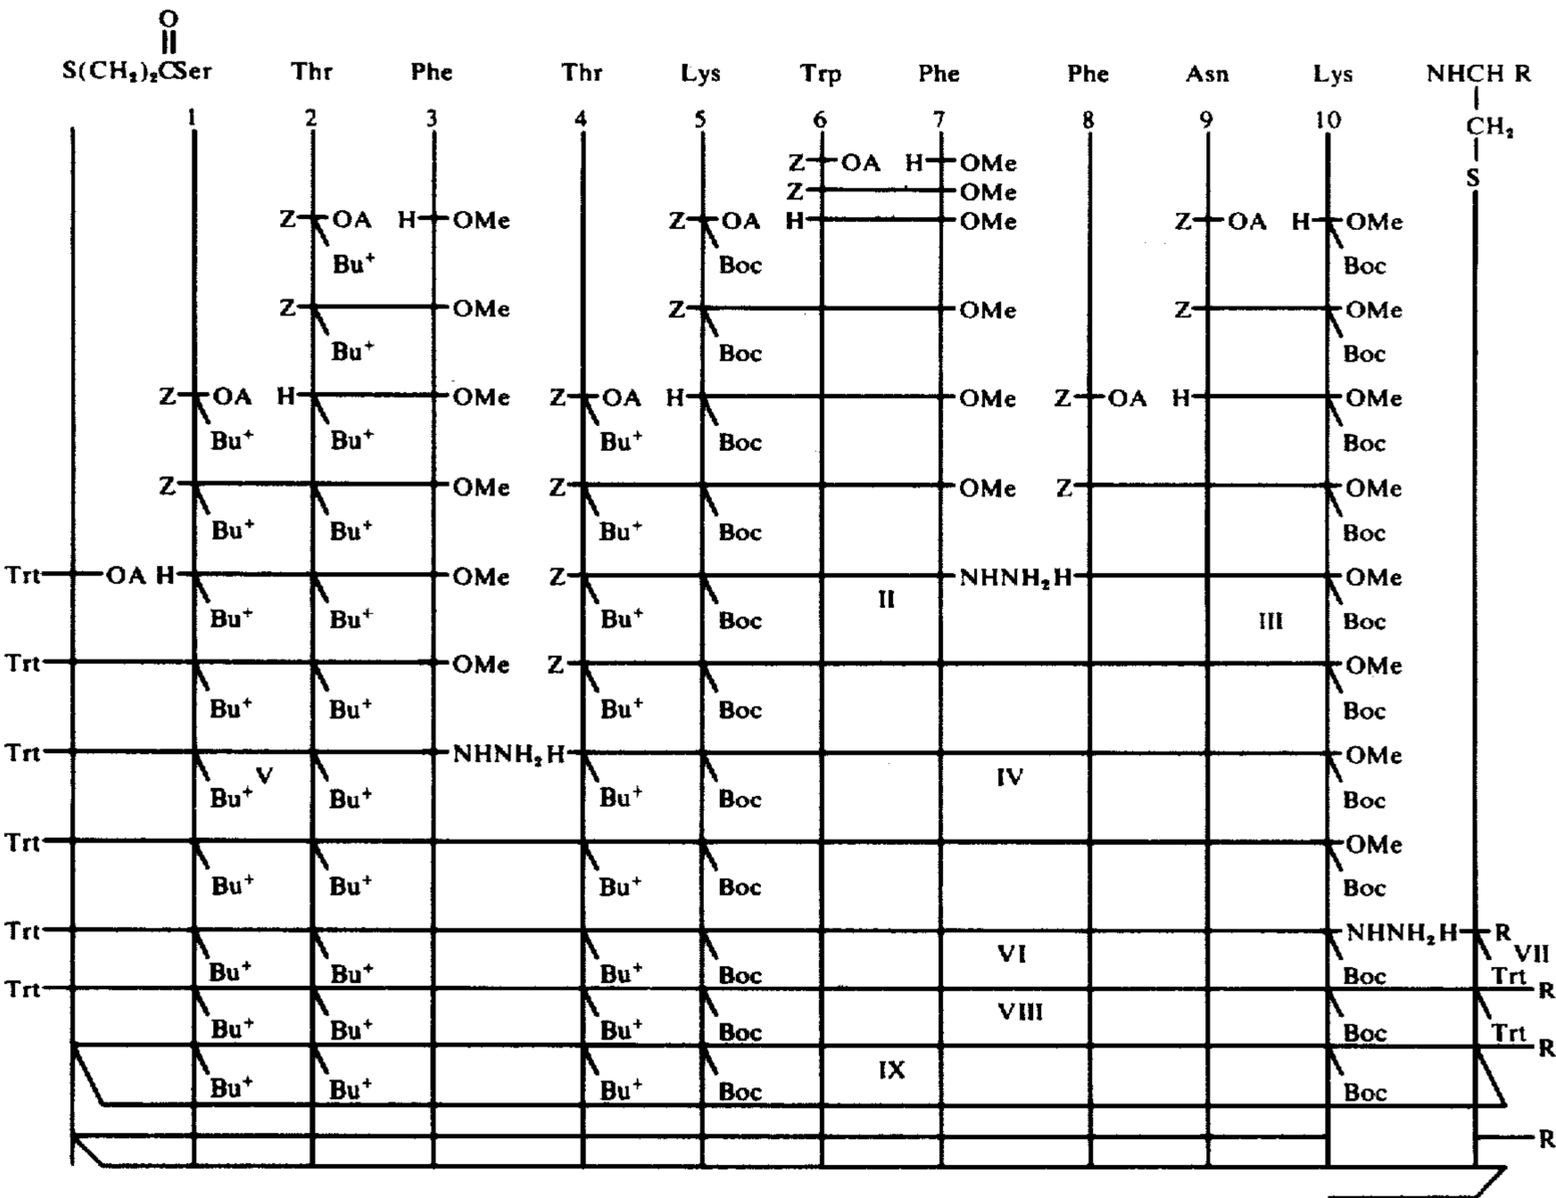 O
S(CH₂)₂CSer Thr Phe Thr Lys Trp Phe Phe Asn Lys NHCH R
1 2 3 4 5 6 7 8 9 10 CH₂
Z OA H OMe S
Z OMe
Z OA H OMe Z OA H OMe Z OA H OMe
Bu⁺ Boc Boc
Z OMe Z OMe Z OMe
Bu⁺ Boc Boc
Z OA H OMe Z OA H OMe Z OA H OMe
Bu⁺ Bu⁺ Bu⁺ Boc Boc
Z OMe Z OMe Z OMe
Bu⁺ Bu⁺ Bu⁺ Boc Boc
Trt OA H OMe Z NHNH₂H OMe
Bu⁺ Bu⁺ Bu⁺ Boc II III Boc
Trt OMe Z OMe
Bu⁺ Bu⁺ Bu⁺ Boc Boc
Trt NHNH₂H OMe
Bu⁺ V Bu⁺ Bu⁺ Boc IV Boc
Trt OMe
Bu⁺ Bu⁺ Bu⁺ Boc Boc
Trt NHNH₂H R
Bu⁺ Bu⁺ Bu⁺ Boc VI Boc Trt VII
Trt R
Bu⁺ Bu⁺ Bu⁺ Boc VIII Boc Trt
R
Bu⁺ Bu⁺ Bu⁺ Boc IX Boc
R